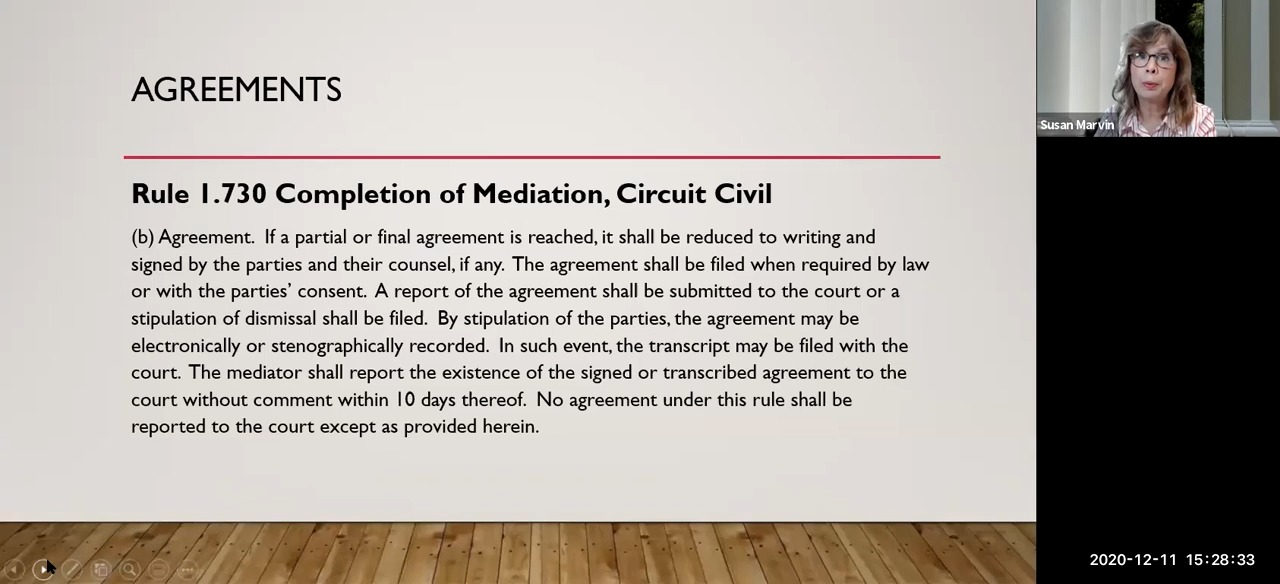 AGREEMENTS
Rule 1.730 Completion of Mediation, Circuit Civil
(b) Agreement. If a partial or final agreement is reached, it shall be reduced to writing and
signed by the parties and their counsel, if any. The agreement shall be filed when required by law
or with the parties’ consent. A report of the agreement shall be submitted to the court or a
stipulation of dismissal shall be filed. By stipulation of the parties, the agreement may be
electronically or stenographically recorded. In such event, the transcript may be filed with the
court. The mediator shall report the existence of the signed or transcribed agreement to the
court without comment within 10 days thereof. No agreement under this rule shall be
reported to the court except as provided herein.
Susan Marvin
2020-12-11 15:28:33